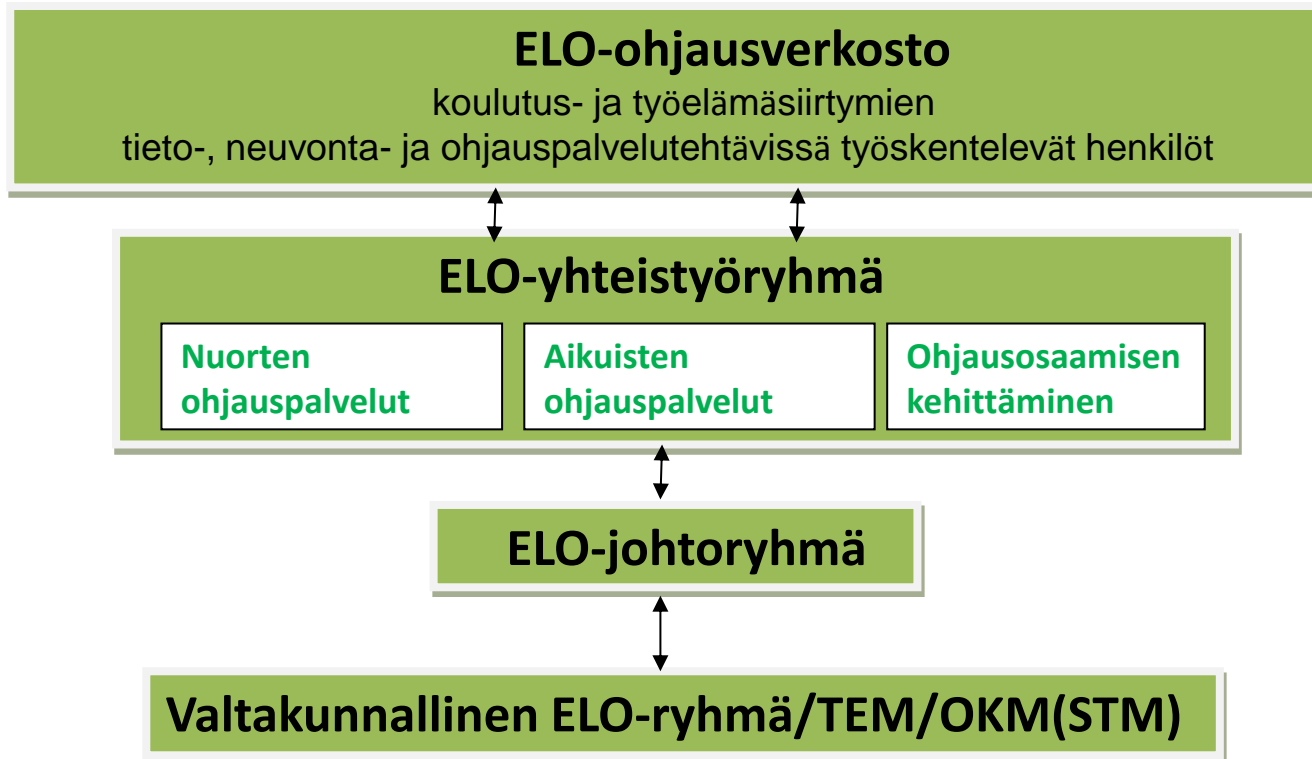 ELO-ohjausverkosto
koulutus- ja työelämäsiirtymien
tieto-, neuvonta- ja ohjauspalvelutehtävissä työskentelevät henkilöt
ELO-yhteistyöryhmä
Nuorten
ohjauspalvelut
Aikuisten
ohjauspalvelut
Ohjausosaamisen
kehittäminen
ELO-johtoryhmä
Valtakunnallinen ELO-ryhmä/TEM/OKM(STM)